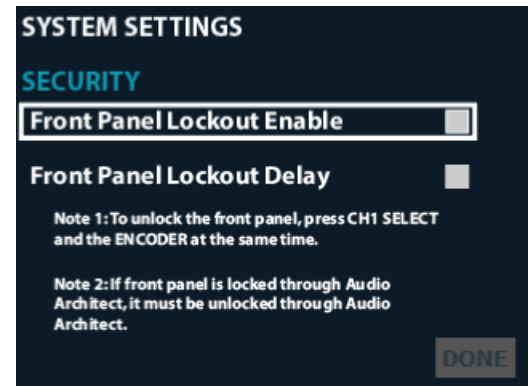 SYSTEM SETTINGS
SECURITY
Front Panel Lockout Enable
Front Panel Lockout Delay
Note 1: To unlock the front panel, press CH1 SELECT
and the ENCODER at the same time.
Note 2: If front panel is locked through Audio
Architect, it must be unlocked through Audio
Architect.
DONE